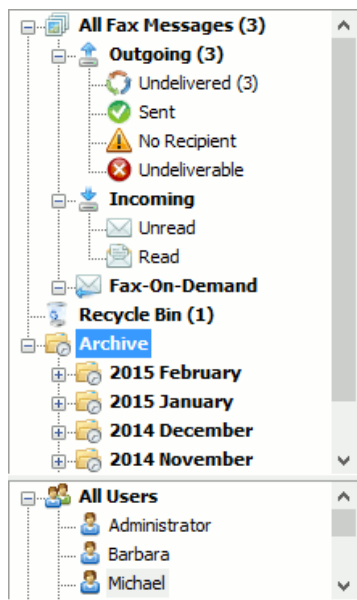 All Fax Messages (3)
Outgoing (3)
Undelivered (3)
Sent
No Recipient
Undeliverable
Incoming
Unread
Read
Fax-On-Demand
Recycle Bin (1)
Archive
2015 February
2015 January
2014 December
2014 November
All Users
Administrator
Barbara
Michael